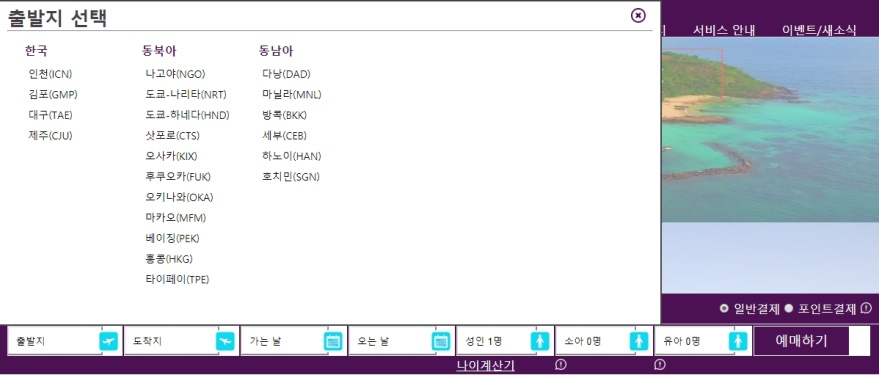 출발지 선택
한국
인천(ICN)
김포(GMP)
대구(TAE)
제주(CJU)
동북아
나고야(NGO)
도쿄-나리타(NRT)
도쿄-하네다(HND)
삿포로(CTS)
오사카(KIX)
후쿠오카(FUK)
오키나와(OKA)
마카오(MFM)
베이징(PEK)
홍콩(HKG)
타이페이(TPE)
동남아
다낭(DAD)
마닐라(MNL)
방콕(BKK)
세부(CEB)
하노이(HAN)
호치민(SGN)
서비스 안내 이벤트/새소식
일반결제 포인트결제
출발지 도착지 가는 날 오는 날 성인 1명 소아 0명 유아 0명 예매하기
나이계산기